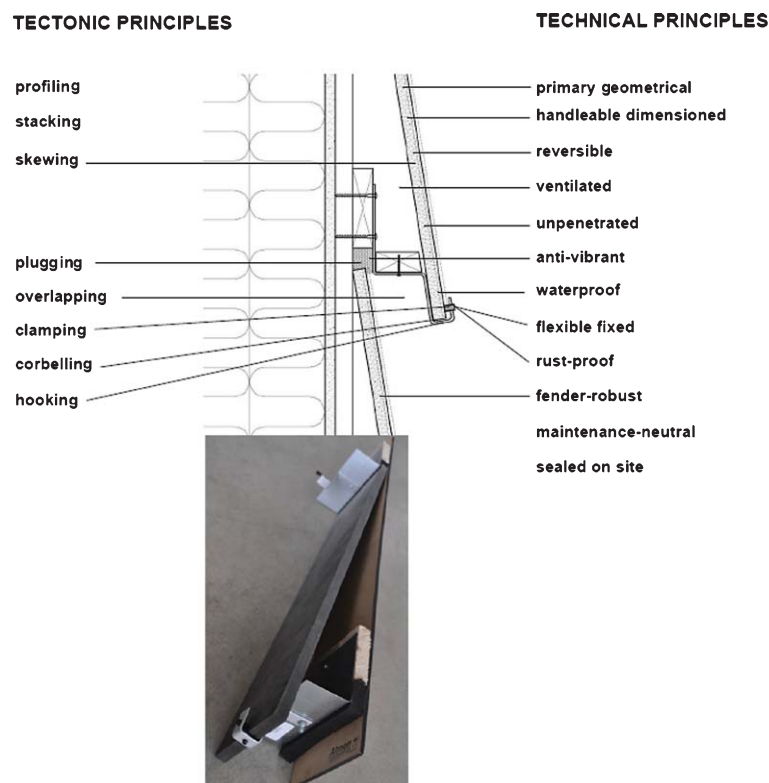 TECTONIC PRINCIPLES
profiling
stacking
skewing
plugging
overlapping
clamping
corbelling
hooking
TECHNICAL PRINCIPLES
primary geometrical
handleable dimensioned
reversible
ventilated
unpenetrated
anti-vibrant
waterproof
flexible fixed
rust-proof
fender-robust
maintenance-neutral
sealed on site